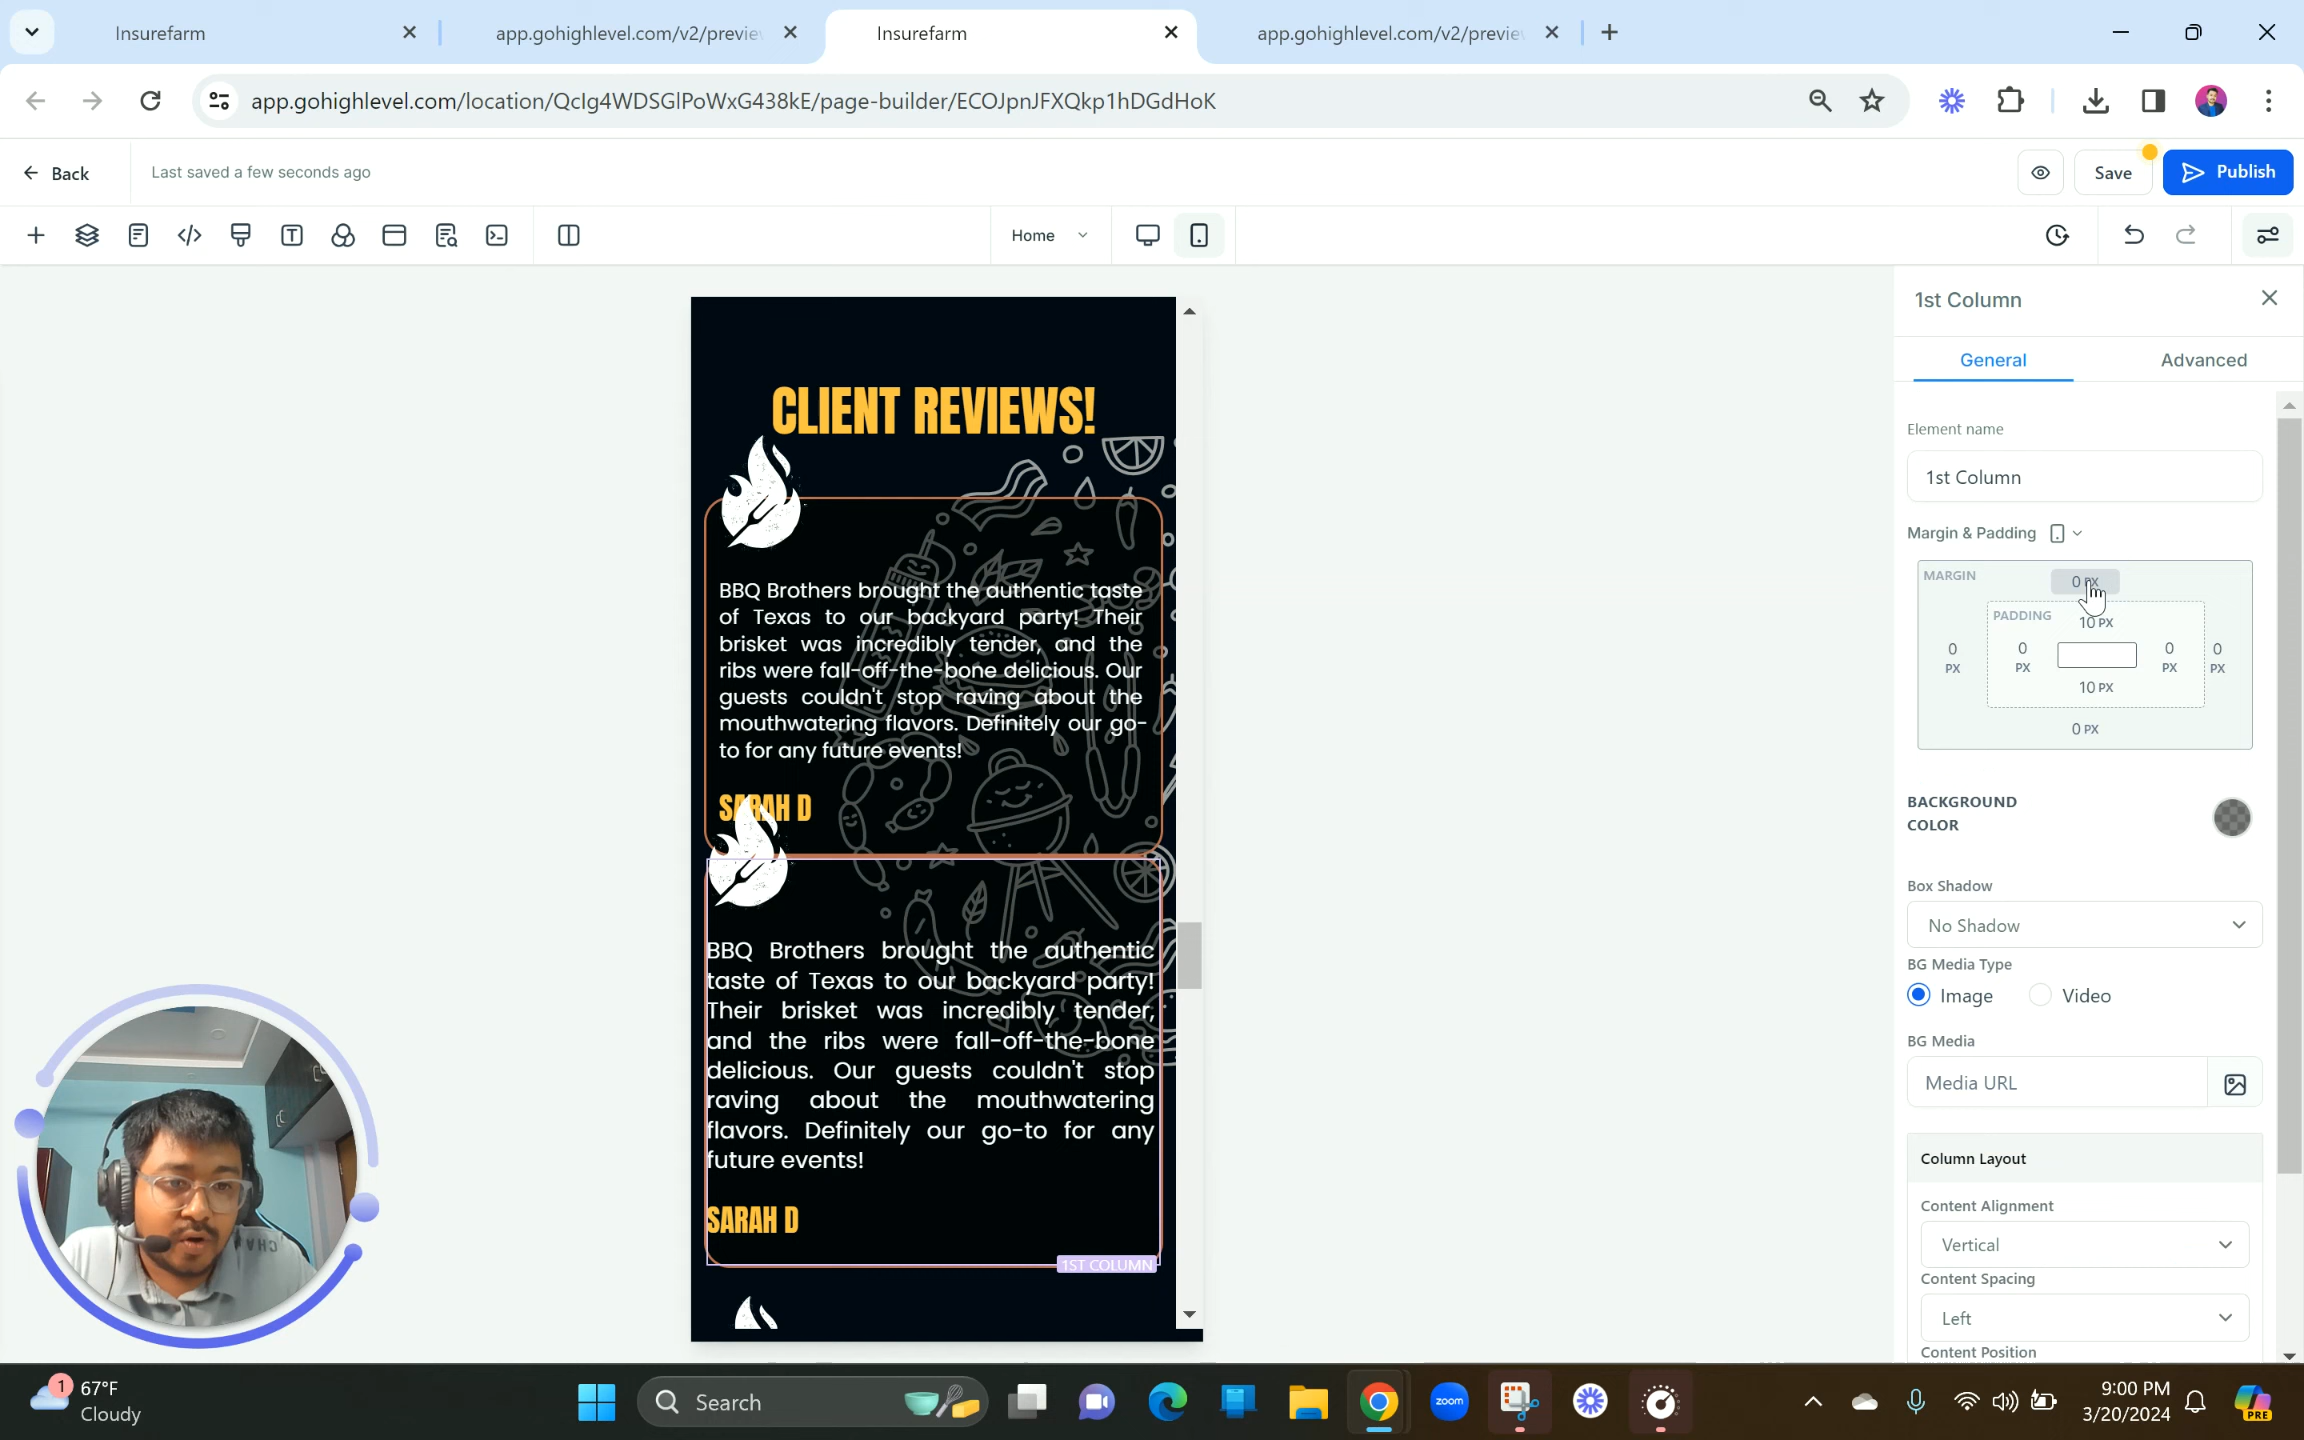 Insurefarm
app.gohighlevel.com/v2/previe
Insurefarm
app.gohighlevel.com/v2/previe
app.gohighlevel.com/location/QcIg4WDSGlPoWxG438kE/page-builder/ECOJpnJFXQkp1hDGdHoK
Back
Last saved a few seconds ago
Save
Publish
Home
CLIENT REVIEWS!
BBQ Brothers brought the authentic taste
of Texas to our backyard party! Their
brisket was incredibly tender, and the
ribs were fall-off-the-bone delicious. Our
guests couldn't stop raving about the
mouthwatering flavors. Definitely our go-
to for any future events!
SARAH D
BBQ Brothers brought the authentic
taste of Texas to our backyard party!
Their brisket was incredibly tender,
and the ribs were fall-off-the-bone
delicious. Our guests couldn't stop
raving about the mouthwatering
flavors. Definitely our go-to for any
future events!
SARAH D
1ST COLUMN
1st Column
General
Advanced
Element name
1st Column
Margin & Padding
MARGIN
0 PX
PADDING
10 PX
0 PX
0 PX
0 PX
0 PX
10 PX
0 PX
BACKGROUND
COLOR
Box Shadow
No Shadow
BG Media Type
Image
Video
BG Media
Media URL
Column Layout
Content Alignment
Vertical
Content Spacing
Left
Content Position
1
67°F
Cloudy
Search
zoom
9:00 PM
3/20/2024
PRE